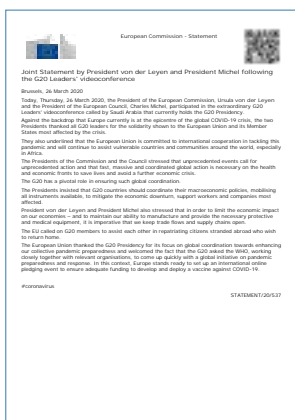 European Commission - Statement
Joint Statement by President von der Leyen and President Michel following
the G20 Leaders' videoconference
Brussels, 26 March 2020
Today, Thursday, 26 March 2020, the President of the European Commission, Ursula von der Leyen
and the President of the European Council, Charles Michel, participated in the extraordinary G20
Leaders' videoconference called by Saudi Arabia that currently holds the G20 Presidency.
Against the backdrop that Europe currently is at the epicentre of the global COVID-19 crisis, the two
Presidents thanked all G20 leaders for the solidarity shown to the European Union and its Member
States most affected by the crisis.
They also underlined that the European Union is committed to international cooperation in tackling this
pandemic and will continue to assist vulnerable countries and communities around the world, especially
in Africa.
The Presidents of the Commission and the Council stressed that unprecedented events call for
unprecedented action and that fast, massive and coordinated global action is necessary on the health
and economic fronts to save lives and avoid a further economic crisis.
The G20 has a pivotal role in ensuring such global coordination.
The Presidents insisted that G20 countries should coordinate their macroeconomic policies, mobilising
all instruments available, to mitigate the economic downturn, support workers and companies most
affected.
President von der Leyen and President Michel also stressed that in order to limit the economic impact
on our economies – and to maintain our ability to manufacture and provide the necessary protective
and medical equipment, it is imperative that we keep trade flows and supply chains open.
The EU called on G20 members to assist each other in repatriating citizens stranded abroad who wish
to return home.
The European Union thanked the G20 Presidency for its focus on global coordination towards enhancing
our collective pandemic preparedness and welcomed the fact that the G20 asked the WHO, working
closely together with relevant organisations, to come up quickly with a global initiative on pandemic
preparedness and response. In this context, Europe stands ready to set up an international online
pledging event to ensure adequate funding to develop and deploy a vaccine against COVID-19.
#coronavirus
STATEMENT/20/537